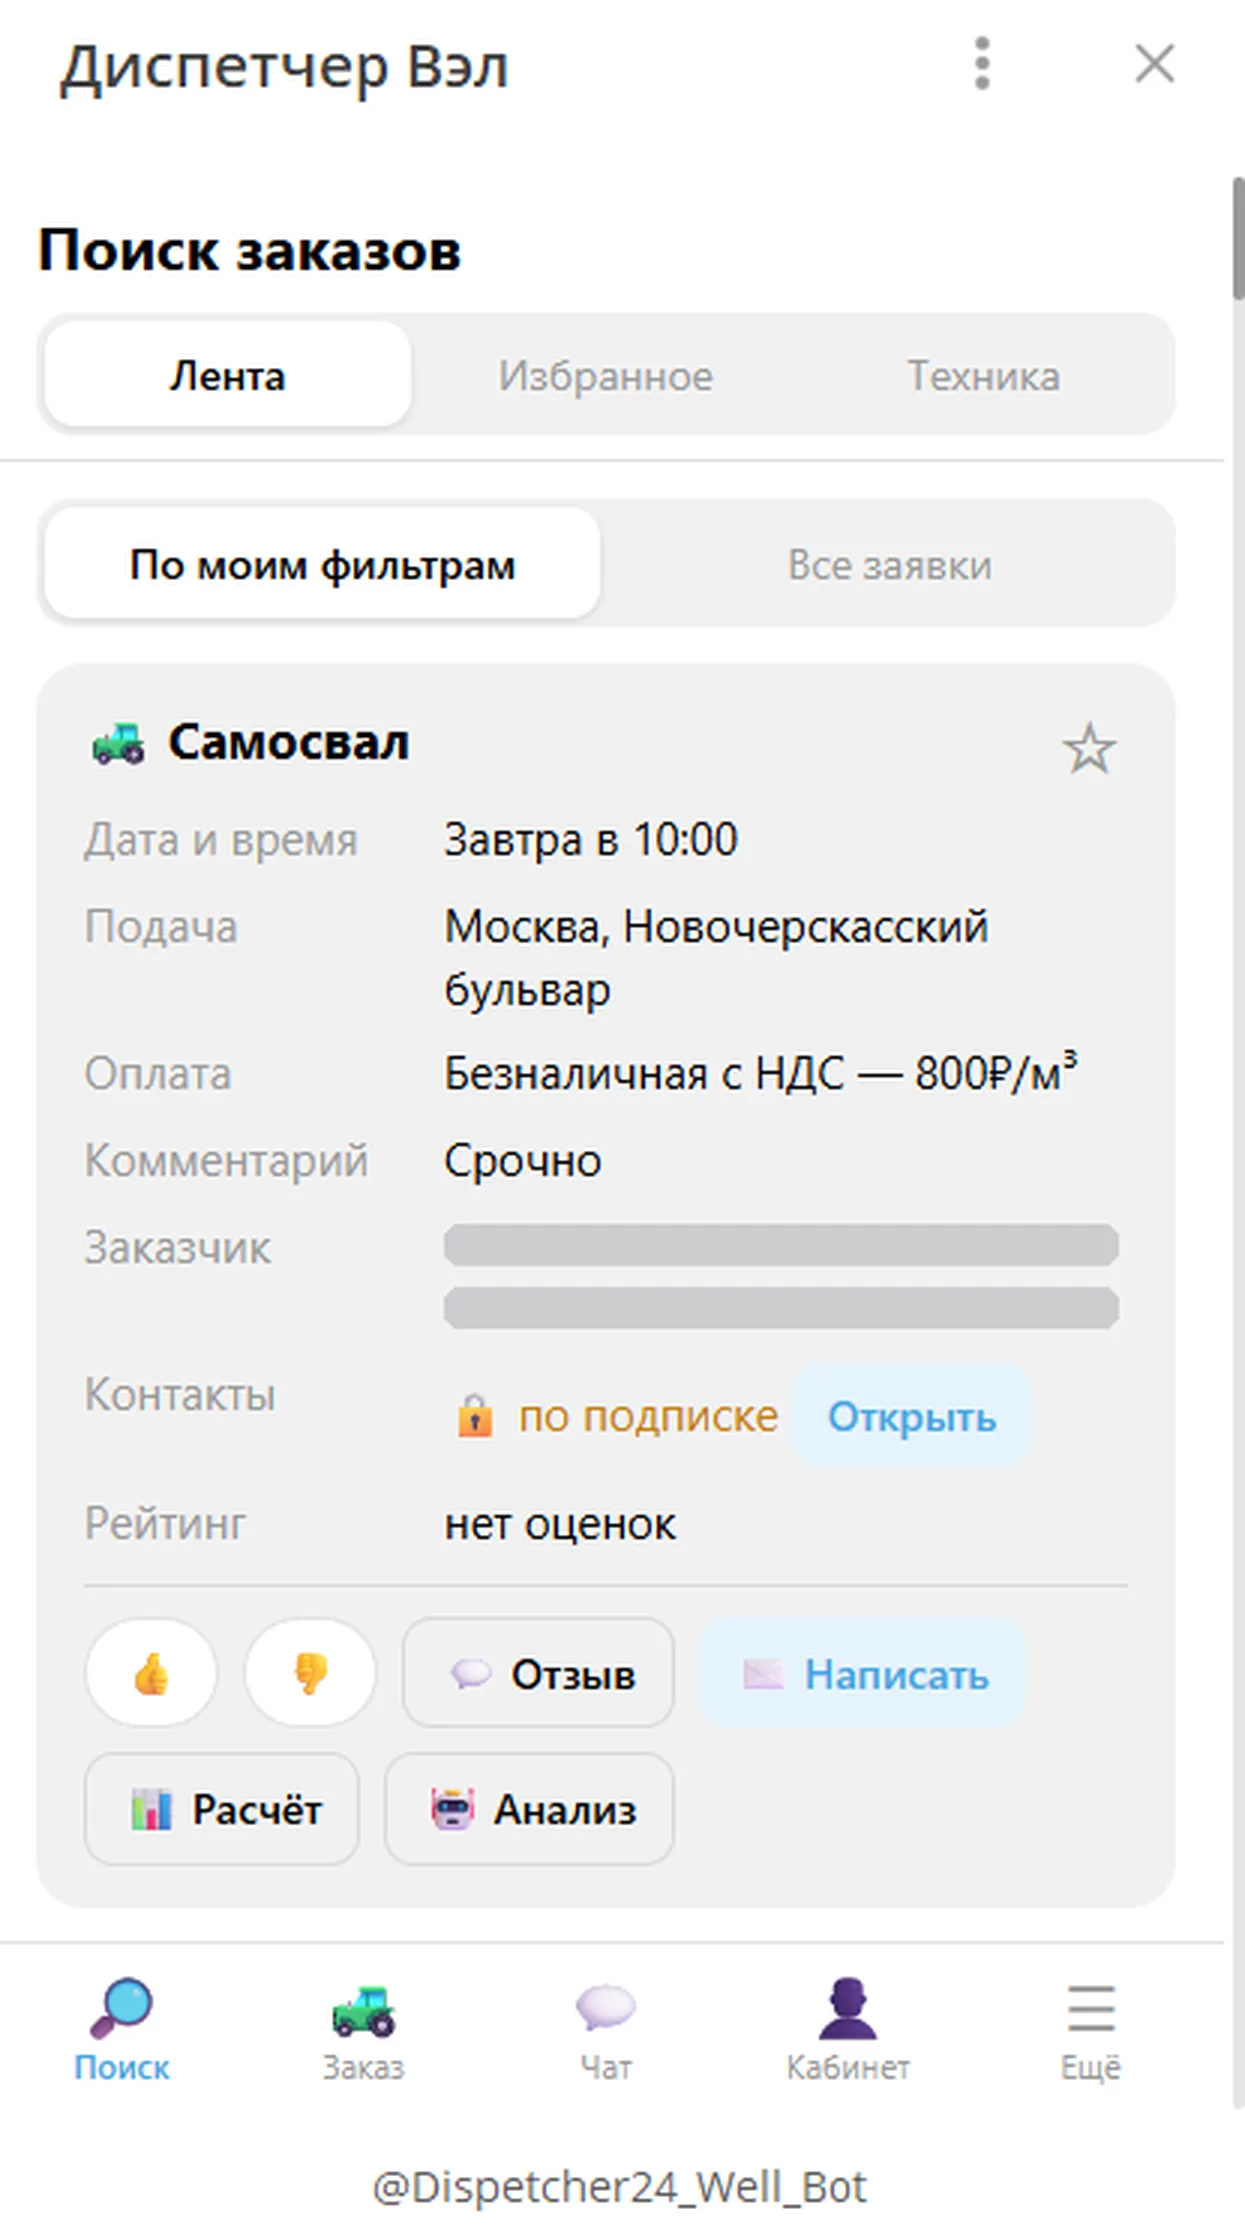 Диспетчер Вэл
Поиск заказов
Лента Избранное Техника
По моим фильтрам Все заявки
Самосвал
Дата и время Завтра в 10:00
Подача Москва, Новочеркасский
бульвар
Оплата Безналичная с НДС — 800₽/м³
Комментарий Срочно
Заказчик
Контакты по подписке Открыть
Рейтинг нет оценок
Отзыв Написать
Расчёт Анализ
Поиск Заказ Чат Кабинет Ещё
@Dispetcher24_Well_Bot